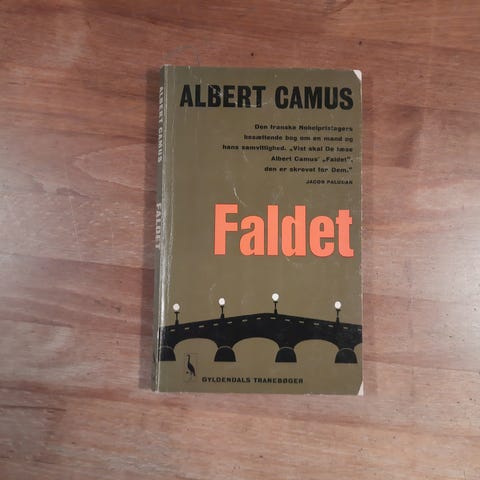 ALBERT CAMUS
Den franske Nobelpristagers
besættende bog om en mand og
hans samvittighed. „Vist skal De læse
Albert Camus' „Faldet",
den er skrevet for Dem."
JACOB PALUDAN
Faldet
GYLDENDALS TRANEBØGER
ALBERT CAMUS
FALDET